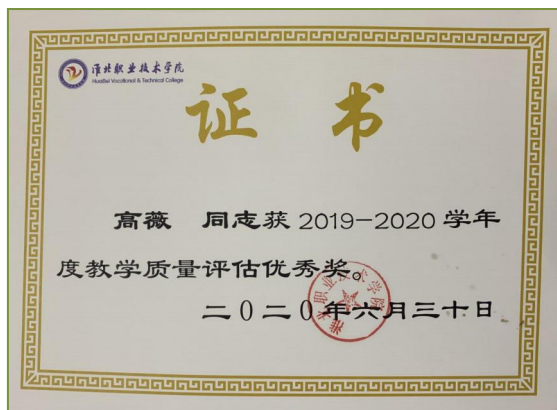 淮北职业技术学院
HuaiBei Vocational & Technical College
证 书
高薇 同志获 2019-2020 学年
度教学质量评估优秀奖。
二0二0年六月三十日